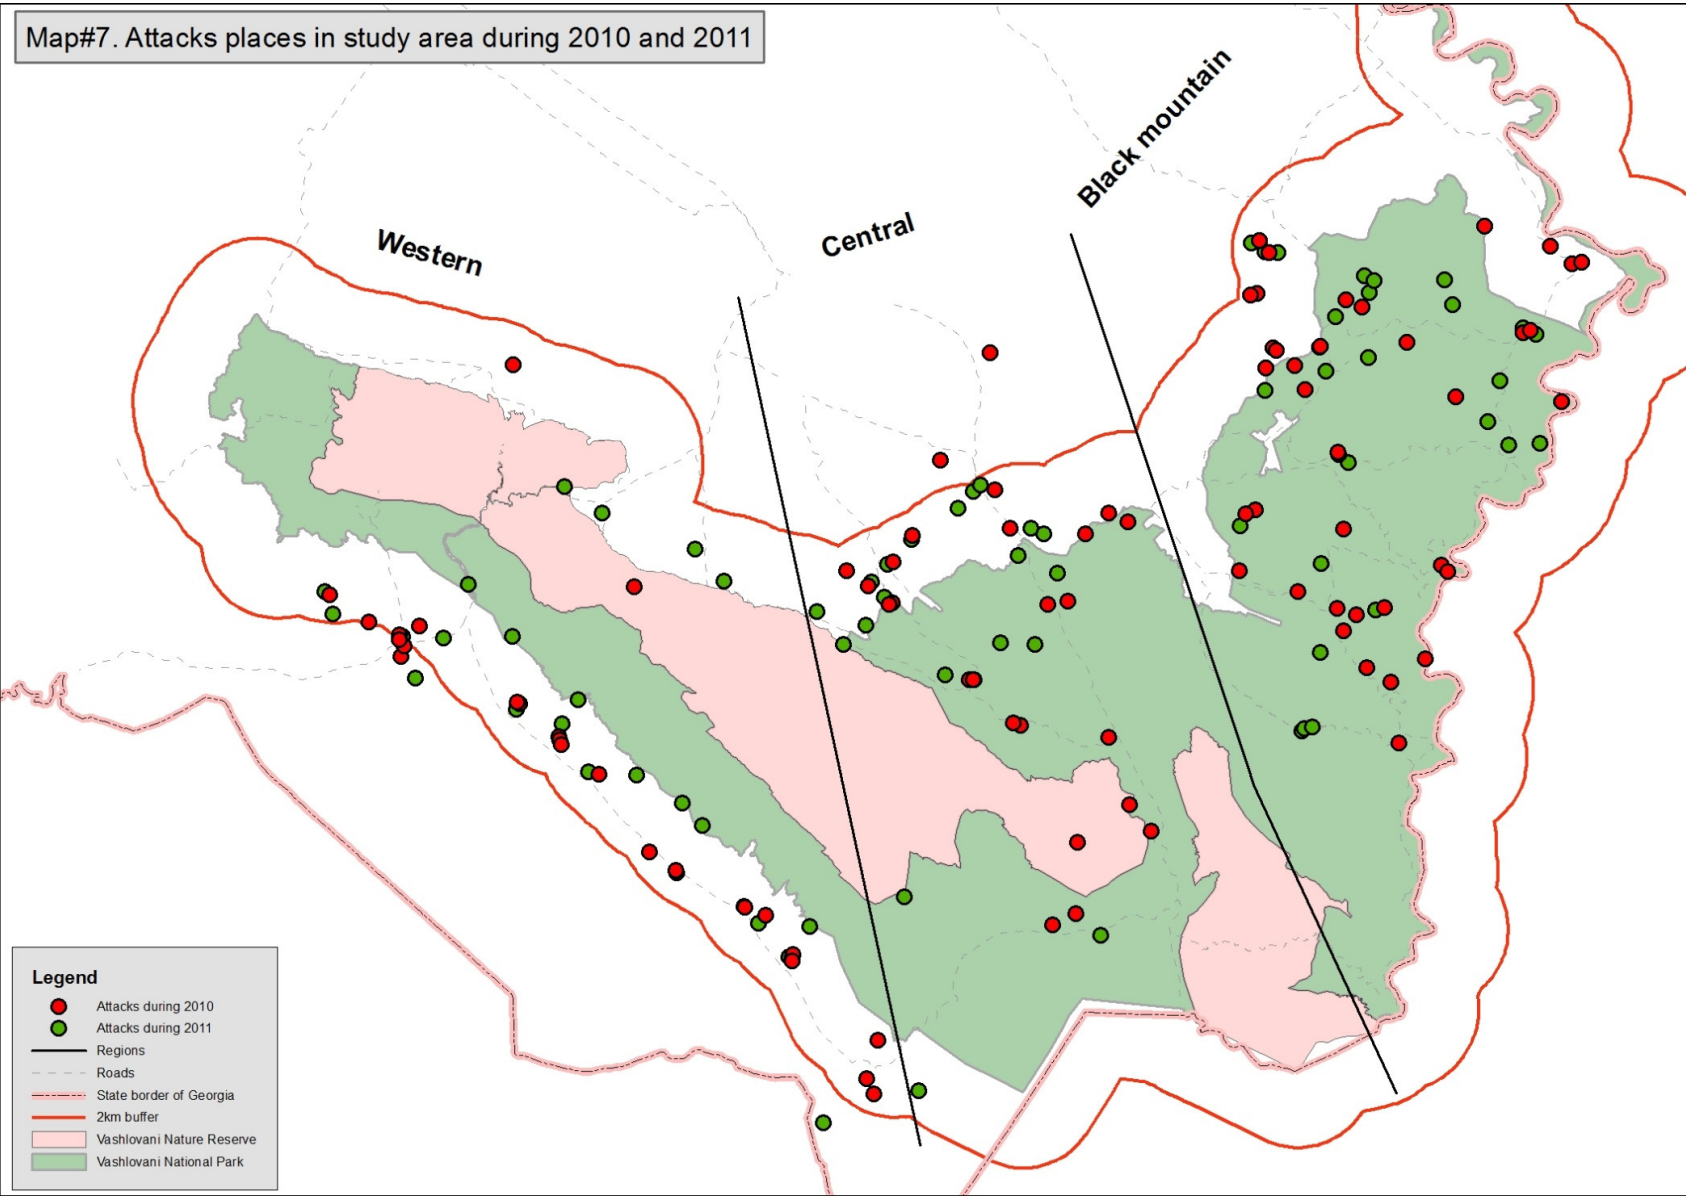 Map#7. Attacks places in study area during 2010 and 2011
Black mountain
Central
Western
Legend
Attacks during 2010
Attacks during 2011
Regions
Roads
State border of Georgia
2km buffer
Vashlovani Nature Reserve
Vashlovani National Park